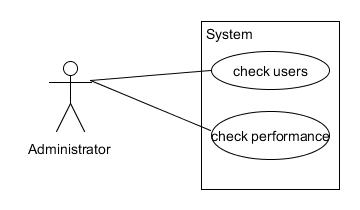 System
check users
check performance
Administrator